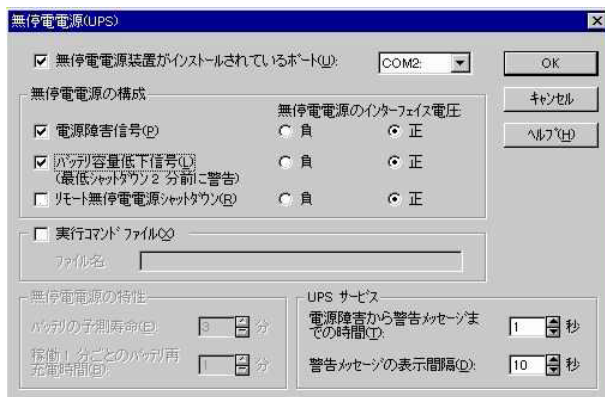 無停電電源(UPS)
無停電電源装置がインストールされているポート(U):
COM2:
OK
無停電電源の構成
キャンセル
無停電電源のインターフェイス電圧
電源障害信号(P)
負
正
ヘルプ(H)
バッテリ容量低下信号(L)
負
正
(最低シャットダウン2 分前に警告)
リモート無停電電源シャットダウン(R)
負
正
実行コマンド ファイル(X)
ファイル名:
無停電電源の特性
UPS サービス
バッテリの予測寿命(E):
3
分
電源障害から警告メッセージま
での時間(T):
1
秒
稼働1 分ごとのバッテリ再
充電時間(B):
1
分
警告メッセージの表示間隔(D):
10
秒